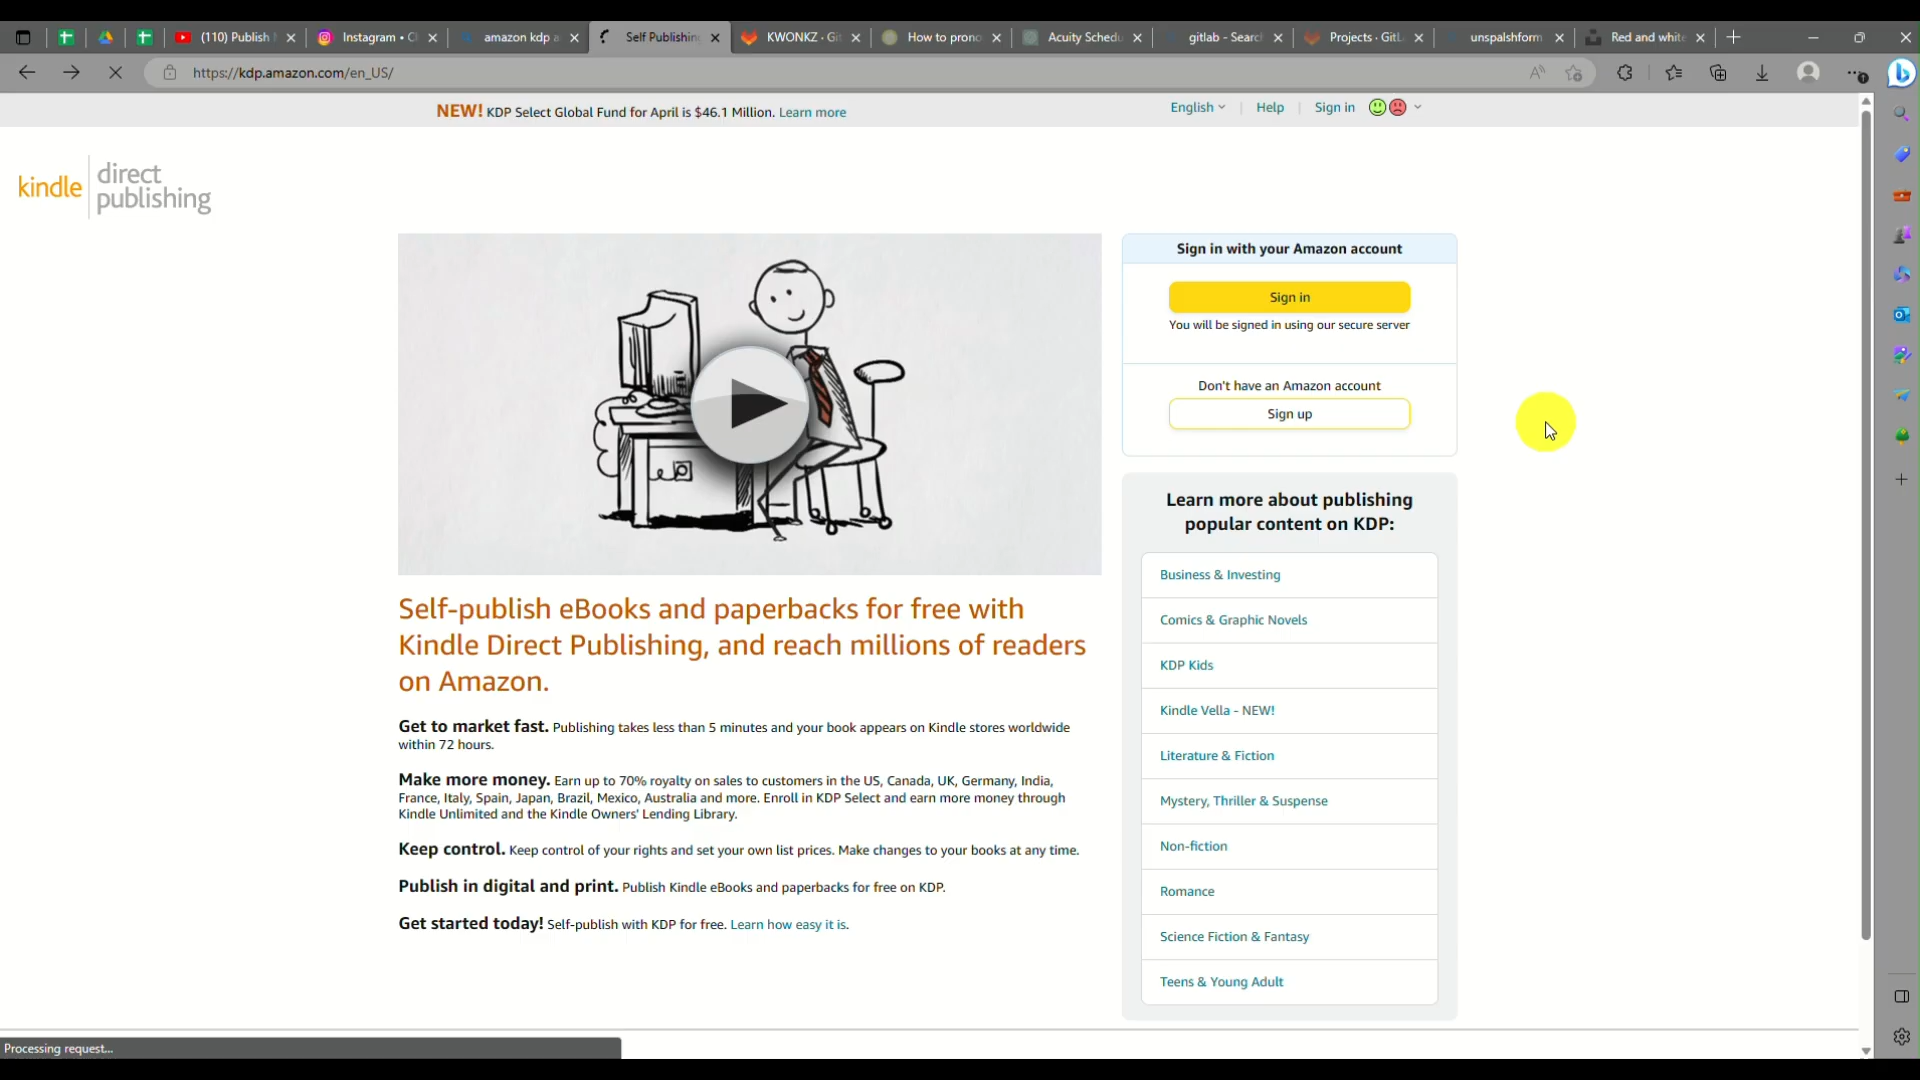 (110) Publish
Instagram • C
amazon kdp a
Self Publishin
KWONKZ · Git
How to prono
Acuity Schedu
gitlab - Search
Projects · GitL
unspalshform
Red and white
https://kdp.amazon.com/en_US/
NEW! KDP Select Global Fund for April is $46.1 Million. Learn more
English
Help
Sign in
kindle
direct
publishing
Sign in with your Amazon account
Sign in
You will be signed in using our secure server
Don't have an Amazon account
Sign up
Self-publish eBooks and paperbacks for free with
Kindle Direct Publishing, and reach millions of readers
on Amazon.
Get to market fast. Publishing takes less than 5 minutes and your book appears on Kindle stores worldwide
within 72 hours.
Make more money. Earn up to 70% royalty on sales to customers in the US, Canada, UK, Germany, India,
France, Italy, Spain, Japan, Brazil, Mexico, Australia and more. Enroll in KDP Select and earn more money through
Kindle Unlimited and the Kindle Owners' Lending Library.
Keep control. Keep control of your rights and set your own list prices. Make changes to your books at any time.
Publish in digital and print. Publish Kindle eBooks and paperbacks for free on KDP.
Get started today! Self-publish with KDP for free. Learn how easy it is.
Learn more about publishing
popular content on KDP:
Business & Investing
Comics & Graphic Novels
KDP Kids
Kindle Vella - NEW!
Literature & Fiction
Mystery, Thriller & Suspense
Non-fiction
Romance
Science Fiction & Fantasy
Teens & Young Adult
Processing request...